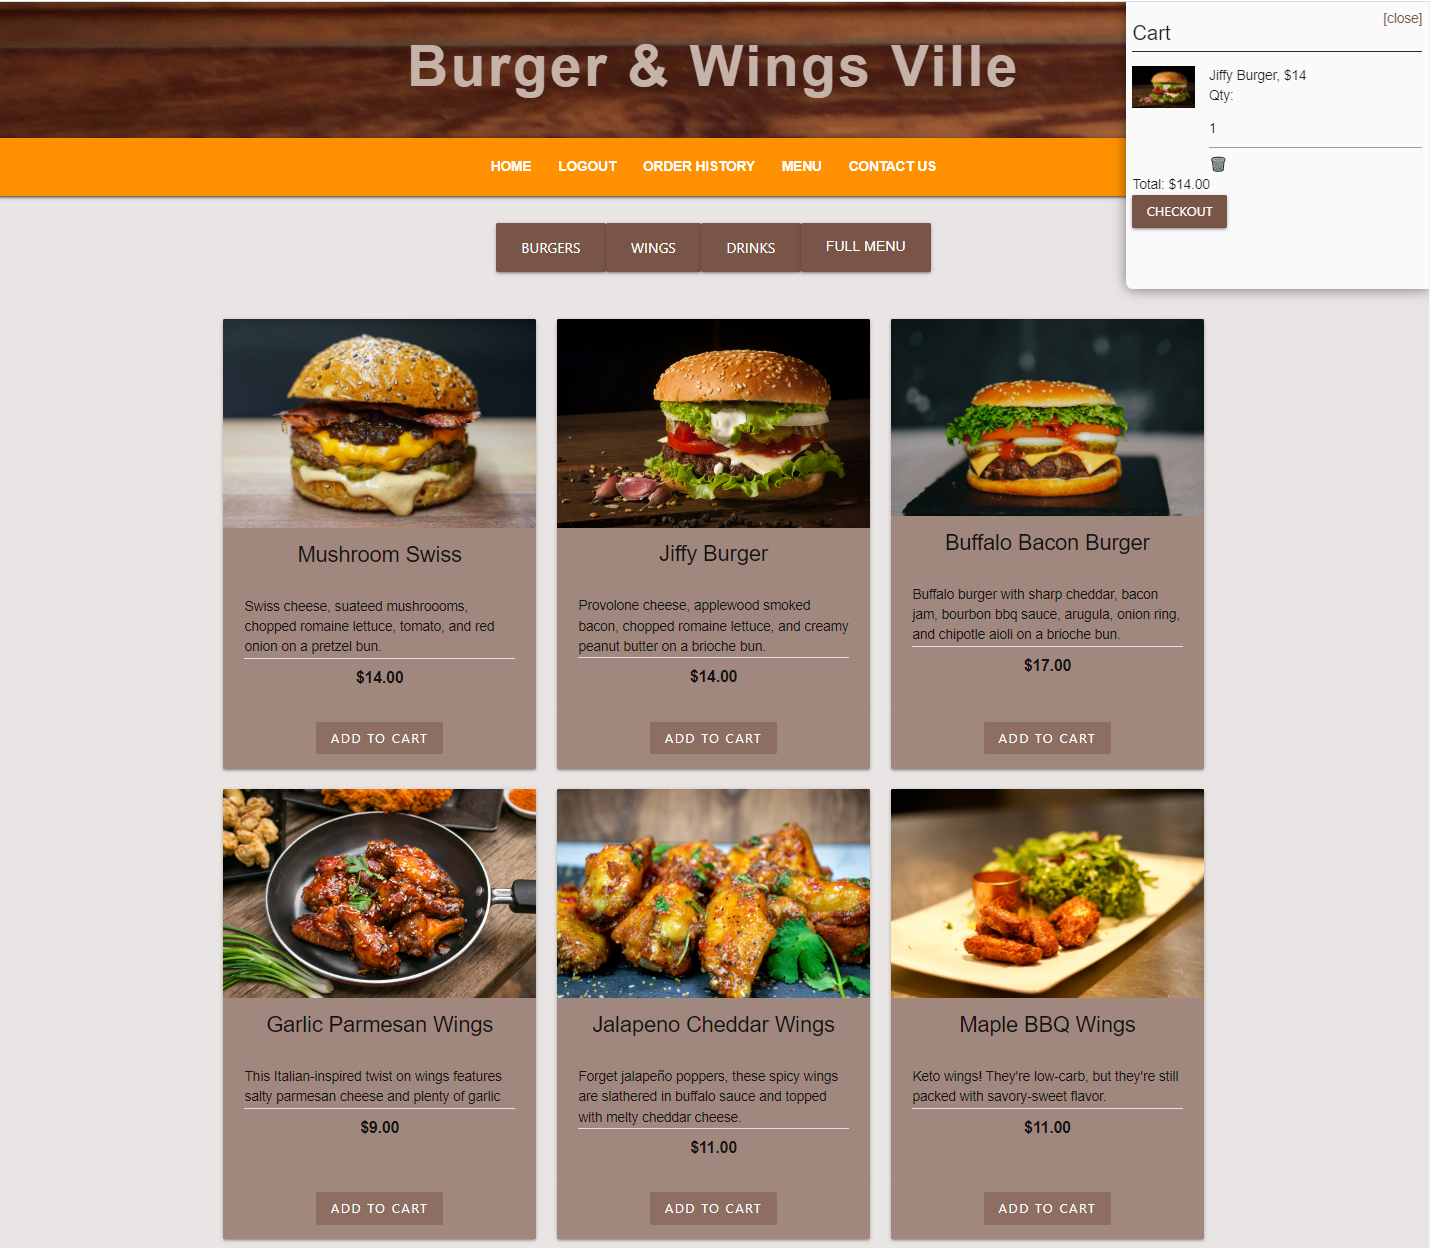 Burger & Wings Ville
[close]
Cart
Jiffy Burger, $14
Qty:
1
Total: $14.00
CHECKOUT
HOME LOGOUT ORDER HISTORY MENU CONTACT US
BURGERS WINGS DRINKS FULL MENU
Mushroom Swiss
Swiss cheese, suateed mushroooms,
chopped romaine lettuce, tomato, and red
onion on a pretzel bun.
$14.00
ADD TO CART
Jiffy Burger
Provolone cheese, applewood smoked
bacon, chopped romaine lettuce, and creamy
peanut butter on a brioche bun.
$14.00
ADD TO CART
Buffalo Bacon Burger
Buffalo burger with sharp cheddar, bacon
jam, bourbon bbq sauce, arugula, onion ring,
and chipotle aioli on a brioche bun.
$17.00
ADD TO CART
Garlic Parmesan Wings
This Italian-inspired twist on wings features
salty parmesan cheese and plenty of garlic
$9.00
ADD TO CART
Jalapeno Cheddar Wings
Forget jalapeño poppers, these spicy wings
are slathered in buffalo sauce and topped
with melty cheddar cheese.
$11.00
ADD TO CART
Maple BBQ Wings
Keto wings! They're low-carb, but they're still
packed with savory-sweet flavor.
$11.00
ADD TO CART